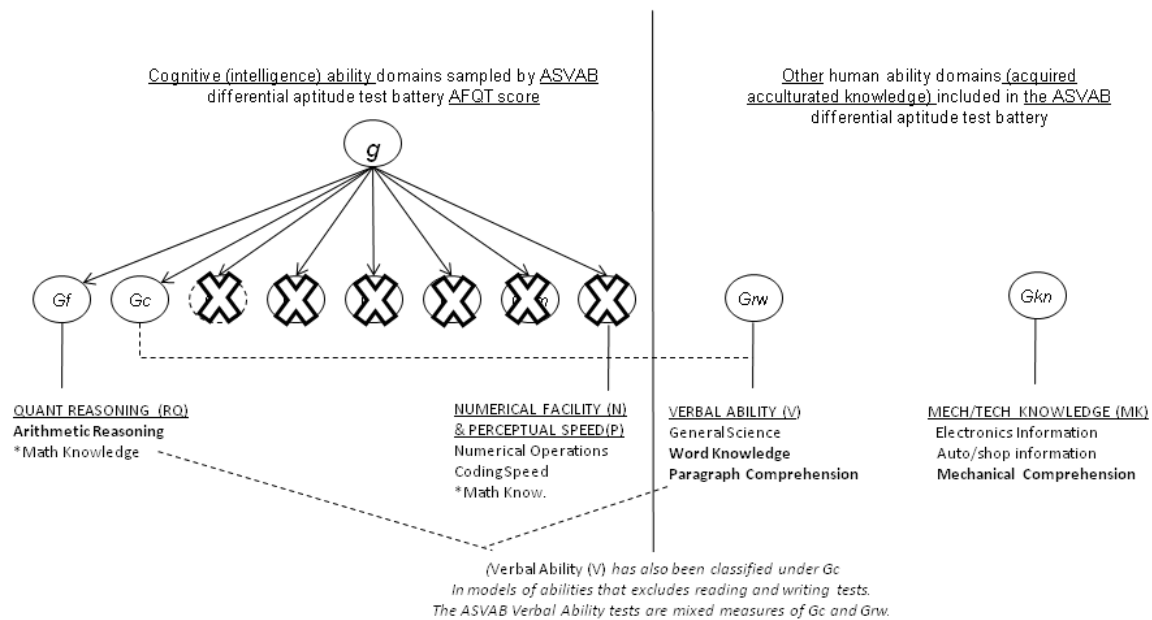 Cognitive (intelligence) ability domains sampled by ASVAB
differential aptitude test battery AFQT score
Other human ability domains (acquired
acculturated knowledge) included in the ASVAB
differential aptitude test battery
g
Gf
Gc
Grw
Gkn
QUANT REASONING (RQ)
Arithmetic Reasoning
*Math Knowledge
NUMERICAL FACILITY (N)
& PERCEPTUAL SPEED(P)
Numerical Operations
Coding Speed
*Math Know.
VERBAL ABILITY (V)
General Science
Word Knowledge
Paragraph Comprehension
MECH/TECH KNOWLEDGE (MK)
Electronics Information
Auto/shop information
Mechanical Comprehension
(Verbal Ability (V) has also been classified under Gc
In models of abilities that excludes reading and writing tests.
The ASVAB Verbal Ability tests are mixed measures of Gc and Grw.